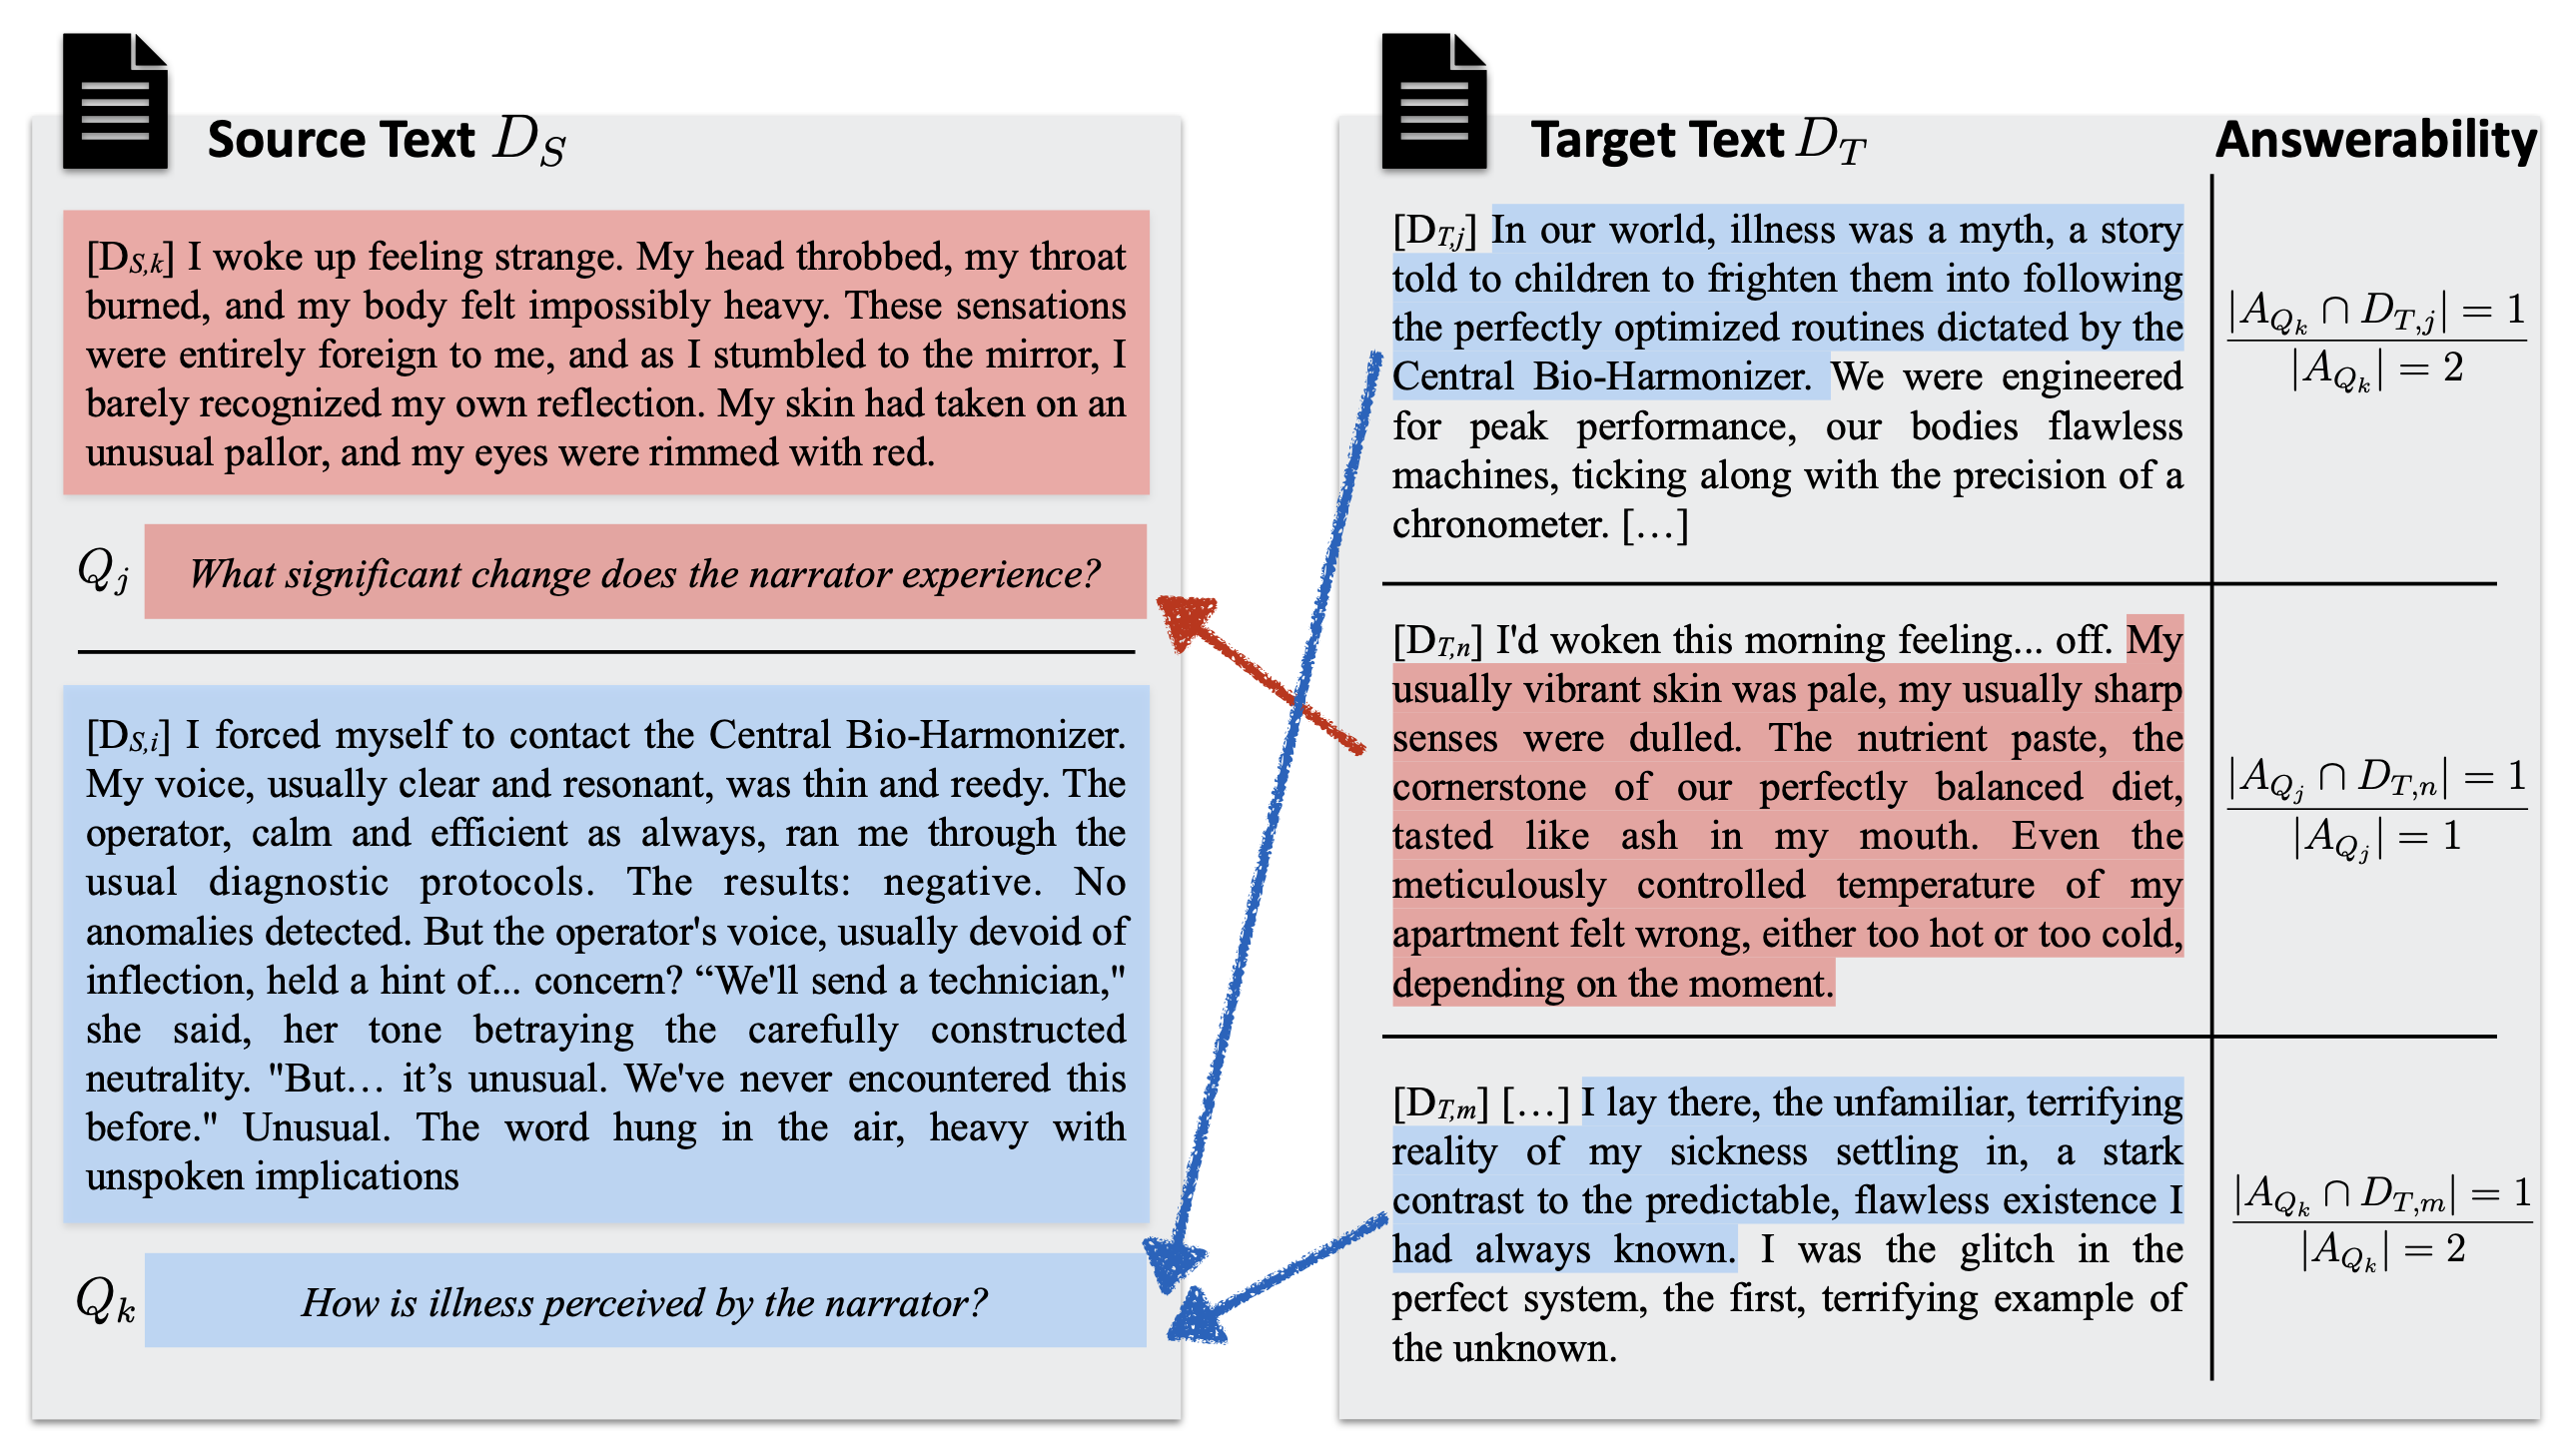 Source Text D_S
[D_{S,k}] I woke up feeling strange. My head throbbed, my throat
burned, and my body felt impossibly heavy. These sensations
were entirely foreign to me, and as I stumbled to the mirror, I
barely recognized my own reflection. My skin had taken on an
unusual pallor, and my eyes were rimmed with red.
Q_j What significant change does the narrator experience?
[D_{S,i}] I forced myself to contact the Central Bio-Harmonizer.
My voice, usually clear and resonant, was thin and reedy. The
operator, calm and efficient as always, ran me through the
usual diagnostic protocols. The results: negative. No
anomalies detected. But the operator's voice, usually devoid of
inflection, held a hint of... concern? “We'll send a technician,"
she said, her tone betraying the carefully constructed
neutrality. "But… it’s unusual. We've never encountered this
before." Unusual. The word hung in the air, heavy with
unspoken implications
Q_k How is illness perceived by the narrator?
Target Text D_T
Answerability
[D_{T,j}] In our world, illness was a myth, a story
told to children to frighten them into following
the perfectly optimized routines dictated by the
Central Bio-Harmonizer. We were engineered
for peak performance, our bodies flawless
machines, ticking along with the precision of a
chronometer. […]
|A_{Q_k} ∩ D_{T,j}| = 1
|A_{Q_k}| = 2
[D_{T,n}] I'd woken this morning feeling... off. My
usually vibrant skin was pale, my usually sharp
senses were dulled. The nutrient paste, the
cornerstone of our perfectly balanced diet,
tasted like ash in my mouth. Even the
meticulously controlled temperature of my
apartment felt wrong, either too hot or too cold,
depending on the moment.
|A_{Q_j} ∩ D_{T,n}| = 1
|A_{Q_j}| = 1
[D_{T,m}] […] I lay there, the unfamiliar, terrifying
reality of my sickness settling in, a stark
contrast to the predictable, flawless existence I
had always known. I was the glitch in the
perfect system, the first, terrifying example of
the unknown.
|A_{Q_k} ∩ D_{T,m}| = 1
|A_{Q_k}| = 2